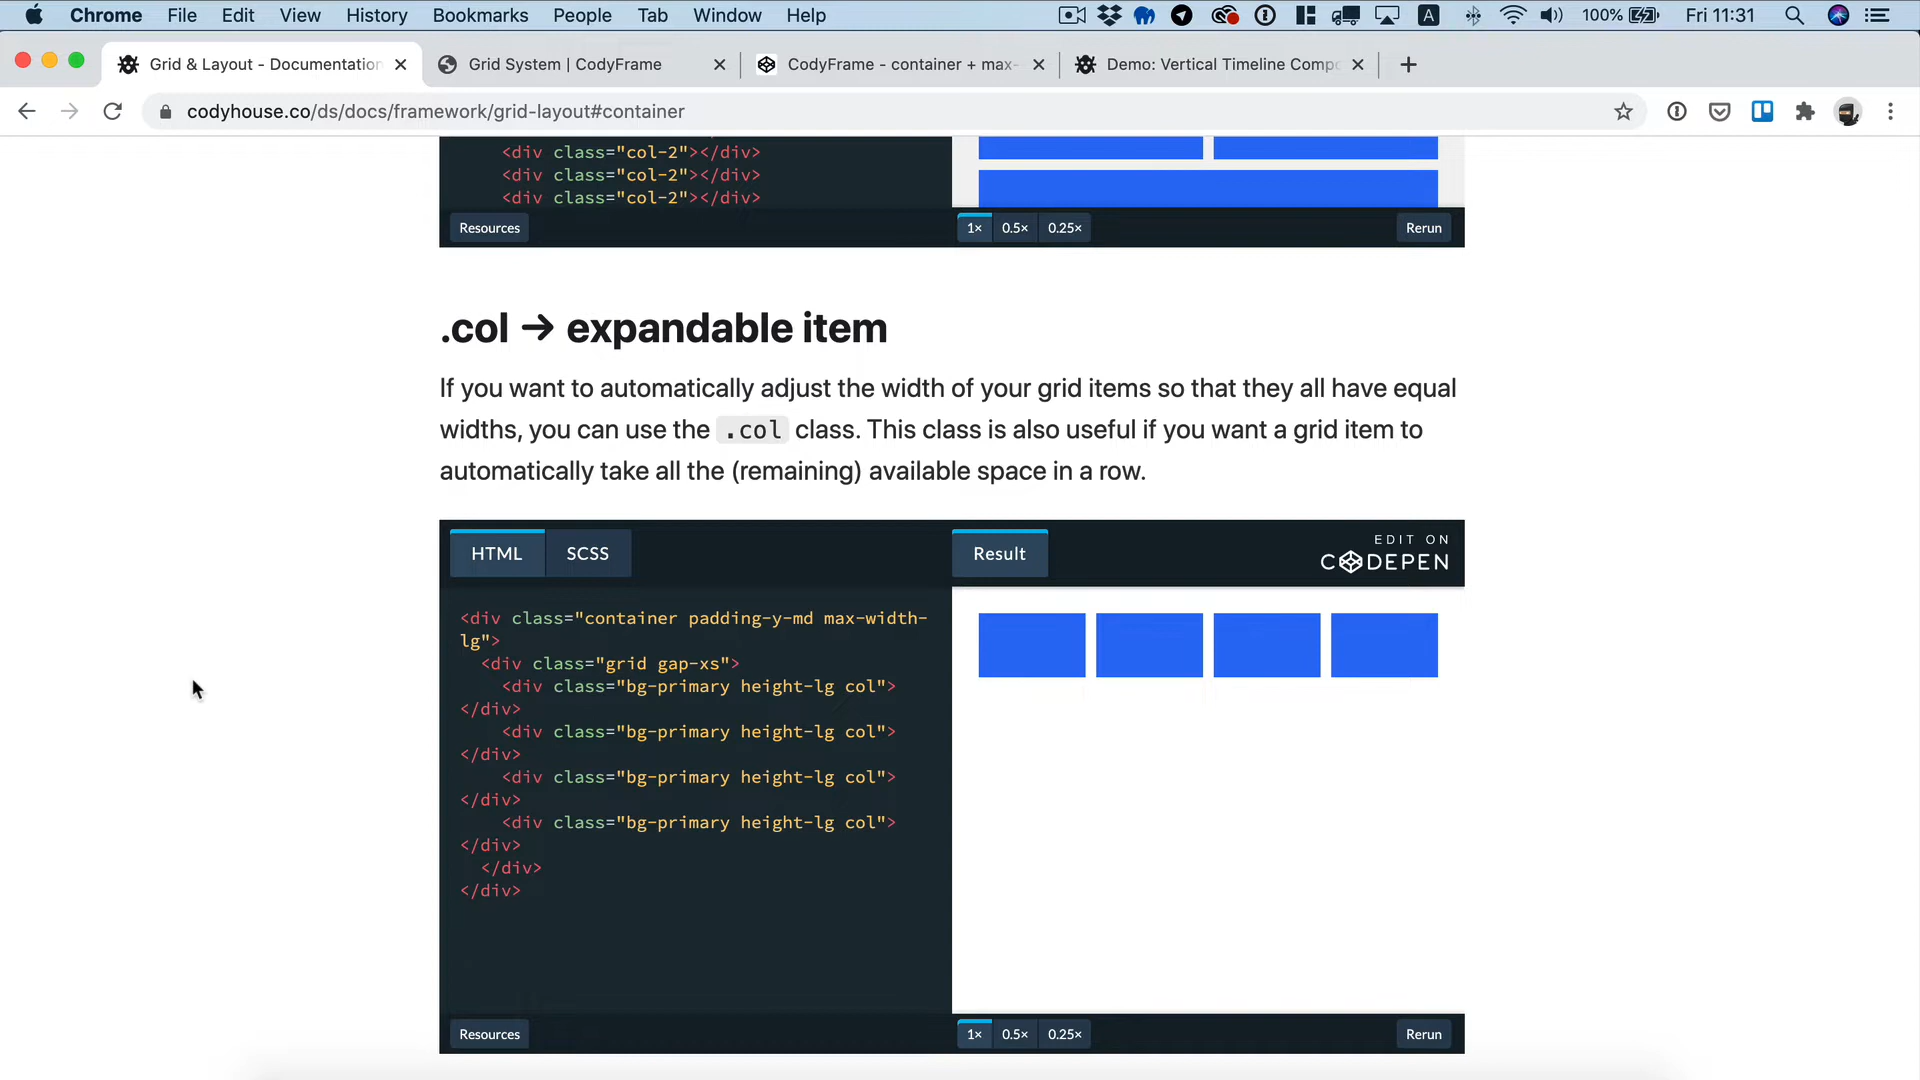 Chrome File Edit View History Bookmarks People Tab Window Help A 100% Fri 11:31
Grid & Layout - Documentation Grid System | CodyFrame CodyFrame - container + max- Demo: Vertical Timeline Compo
codyhouse.co/ds/docs/framework/grid-layout#container
<div class="col-2"></div>
<div class="col-2"></div>
<div class="col-2"></div>
Resources 1× 0.5× 0.25× Rerun
.col → expandable item
If you want to automatically adjust the width of your grid items so that they all have equal
widths, you can use the .col class. This class is also useful if you want a grid item to
automatically take all the (remaining) available space in a row.
HTML SCSS Result EDIT ON
CODEPEN
<div class="container padding-y-md max-width-
lg">
<div class="grid gap-xs">
<div class="bg-primary height-lg col">
</div>
<div class="bg-primary height-lg col">
</div>
<div class="bg-primary height-lg col">
</div>
<div class="bg-primary height-lg col">
</div>
</div>
</div>
Resources 1× 0.5× 0.25× Rerun